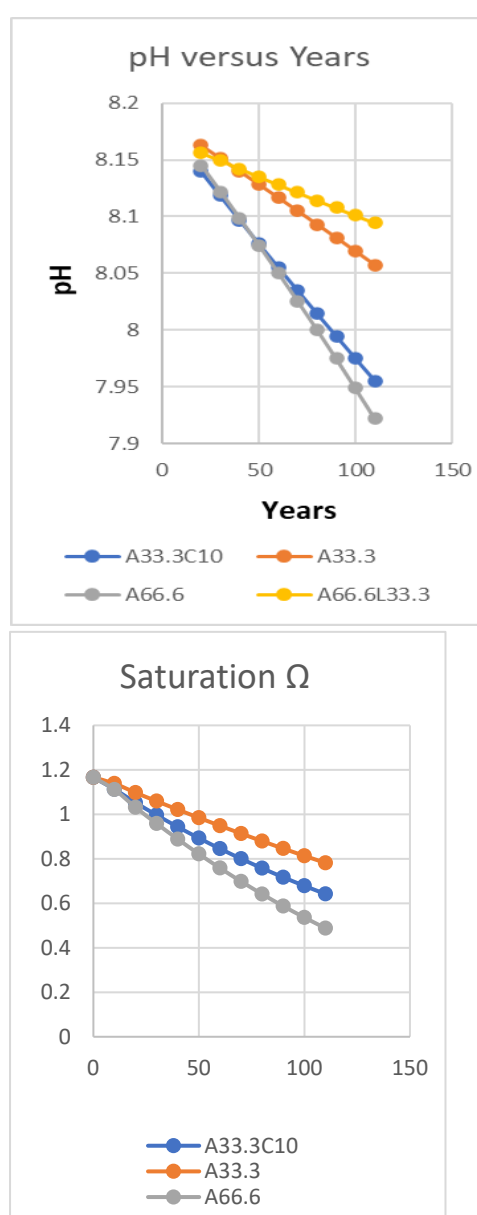 pH versus Years
8.2
8.15
8.1
8.05
8
7.95
7.9
pH
0 50 100 150
Years
A33.3C10 A33.3
A66.6 A66.6L33.3
Saturation Ω
1.4
1.2
1
0.8
0.6
0.4
0.2
0
0 50 100 150
A33.3C10
A33.3
A66.6